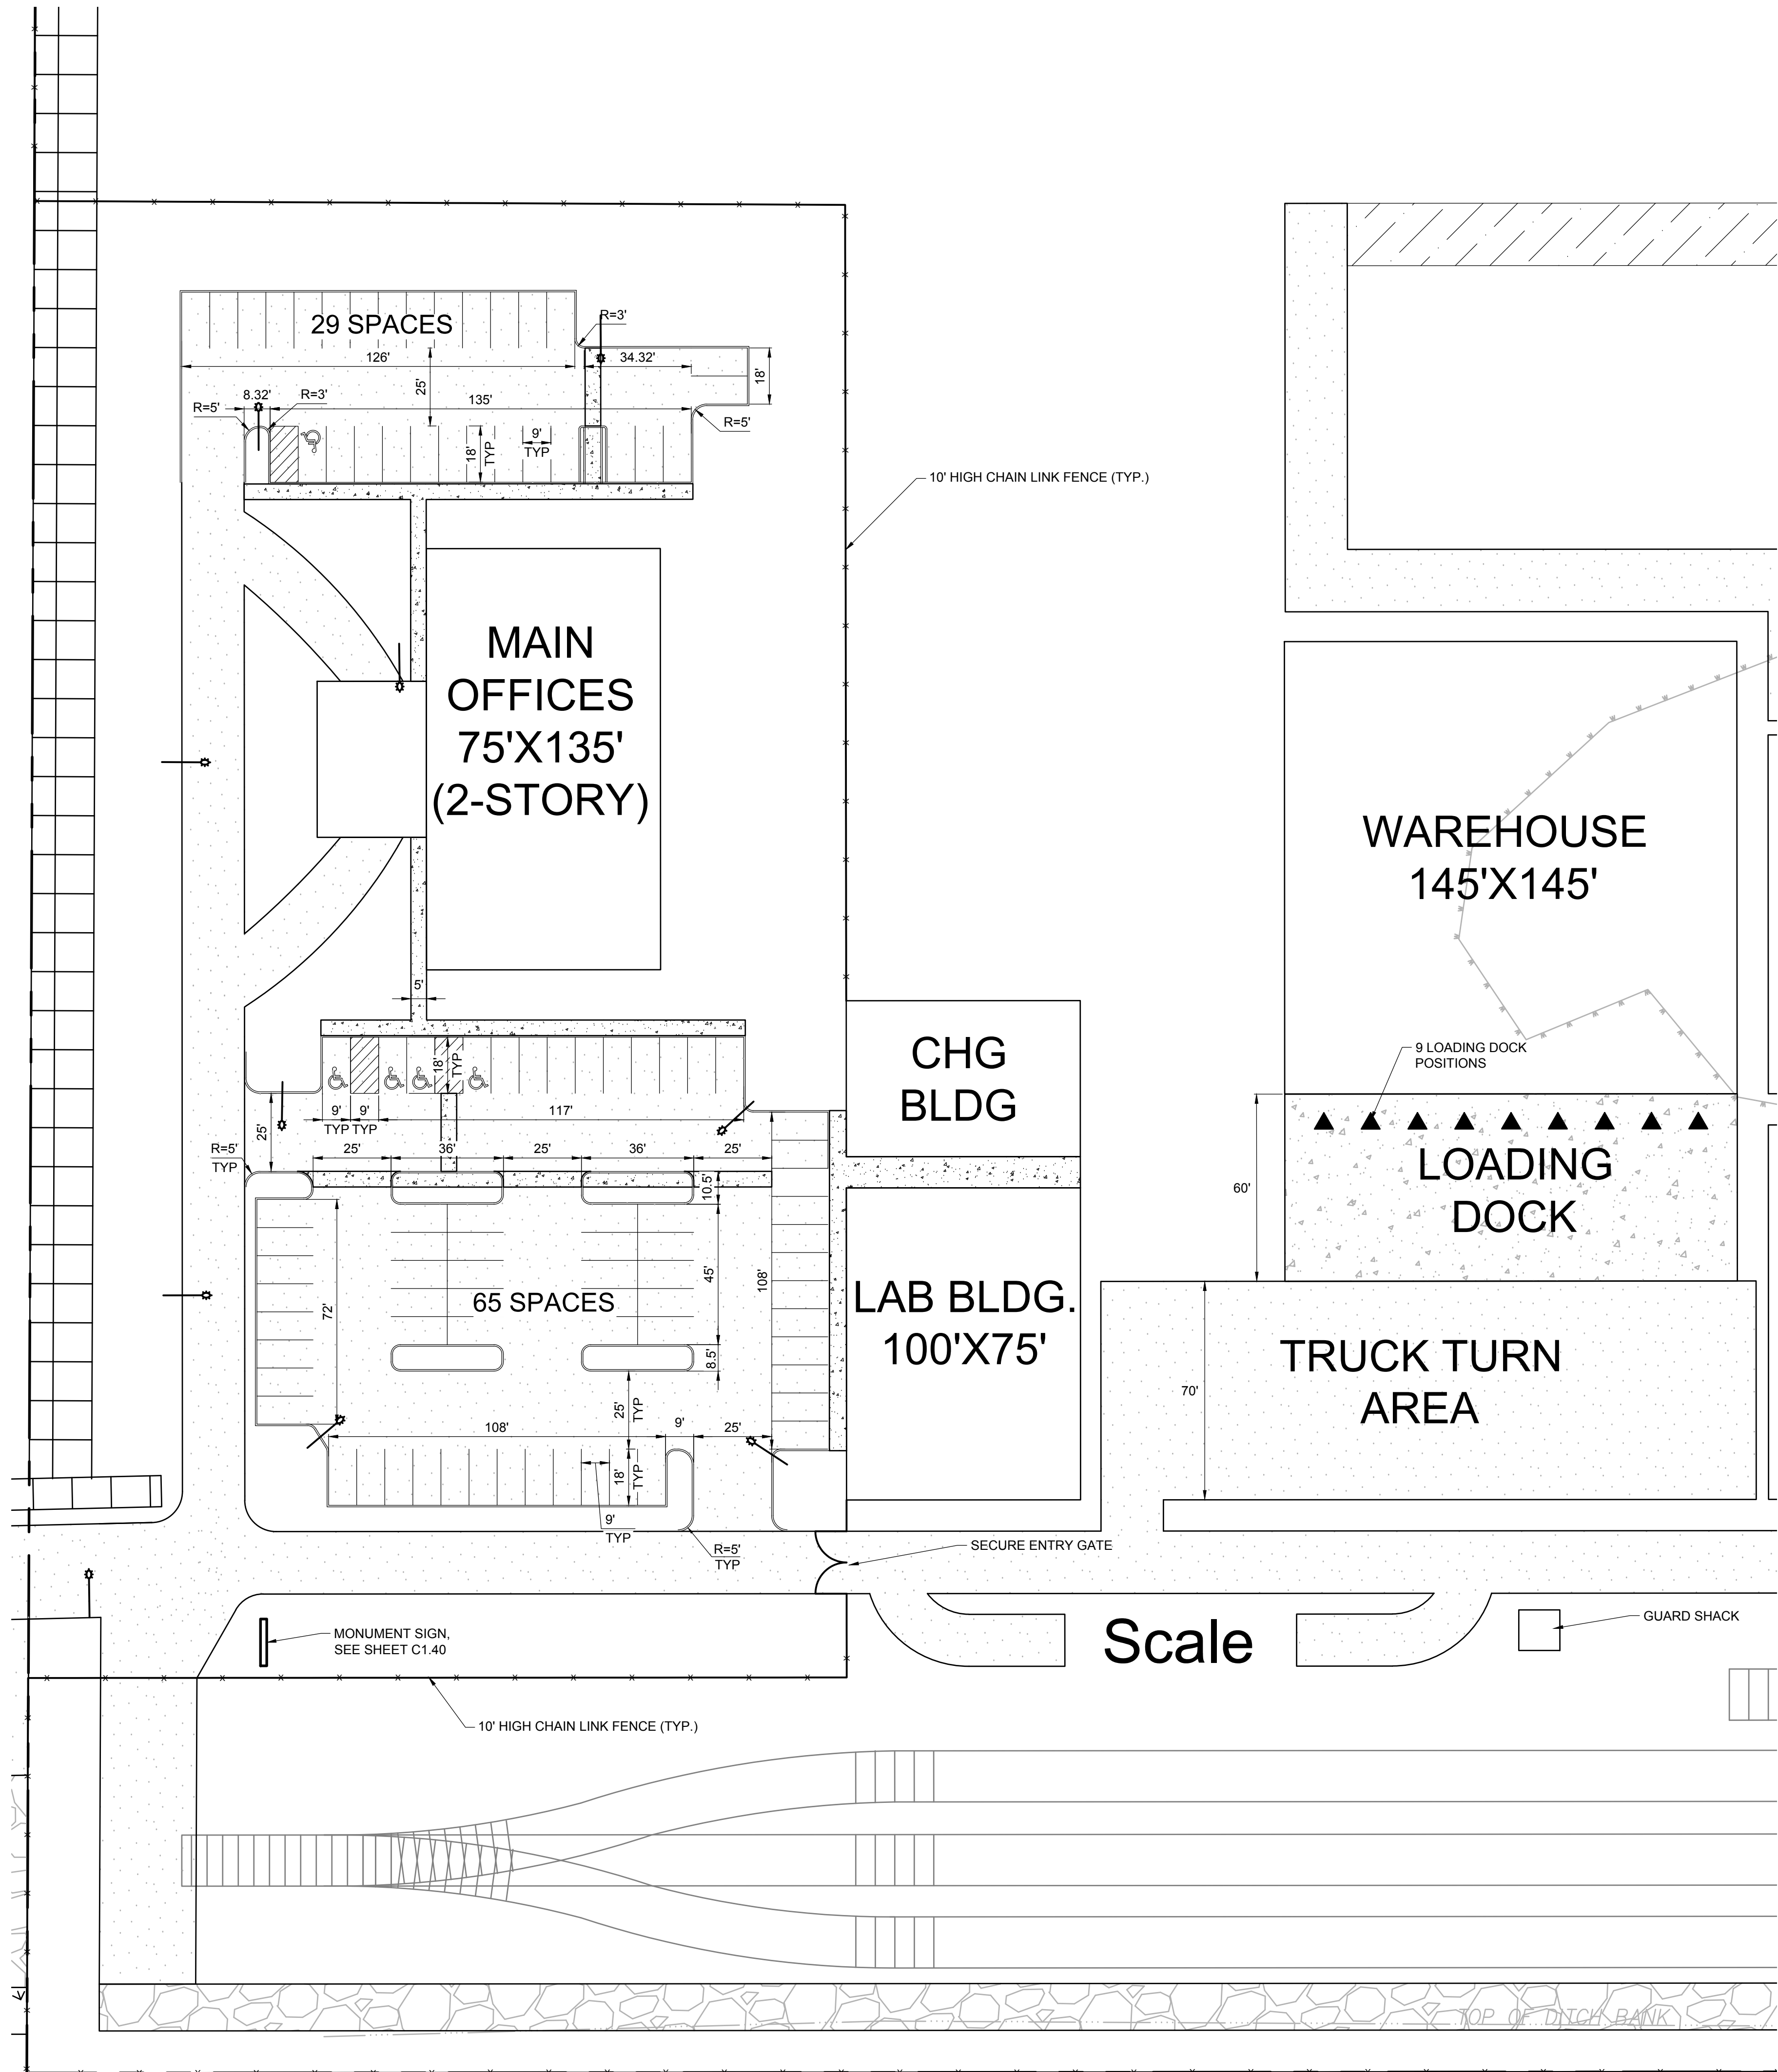 29 SPACES
R=3'
126'
34.32'
25'
18'
8.32'
R=3'
135'
R=5'
R=5'
18'
TYP
9'
TYP
10' HIGH CHAIN LINK FENCE (TYP.)
MAIN
OFFICES
75'X135'
(2-STORY)
WAREHOUSE
145'X145'
5'
CHG
BLDG
9 LOADING DOCK
POSITIONS
18'
TYP
9'
TYP
9'
TYP
117'
25'
R=5'
TYP
25'
36'
25'
36'
25'
10.5'
LOADING
DOCK
60'
45'
108'
72'
65 SPACES
LAB BLDG.
100'X75'
8.5'
TRUCK TURN
AREA
70'
25'
TYP
108'
9'
25'
18'
TYP
9'
TYP
R=5'
TYP
SECURE ENTRY GATE
MONUMENT SIGN,
SEE SHEET C1.40
Scale
GUARD SHACK
10' HIGH CHAIN LINK FENCE (TYP.)
TOP OF DITCH BANK